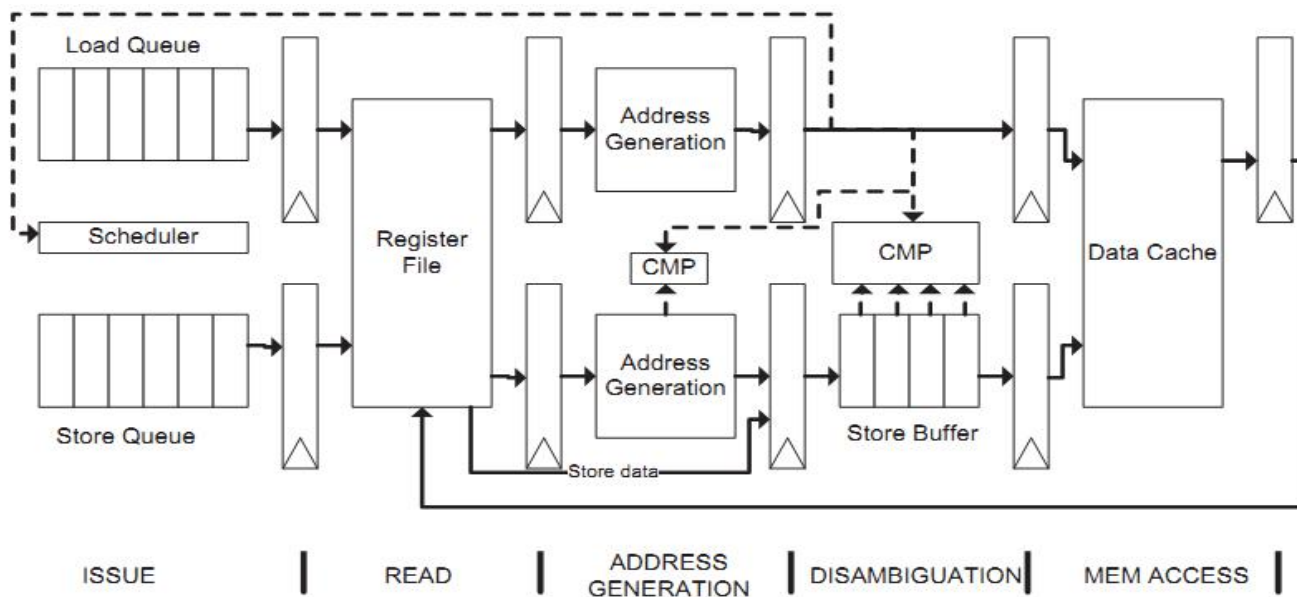 Load Queue
Scheduler
Store Queue
Register
File
Address
Generation
CMP
Address
Generation
Store data
CMP
Store Buffer
Data Cache
ISSUE
READ
ADDRESS
GENERATION
DISAMBIGUATION
MEM ACCESS